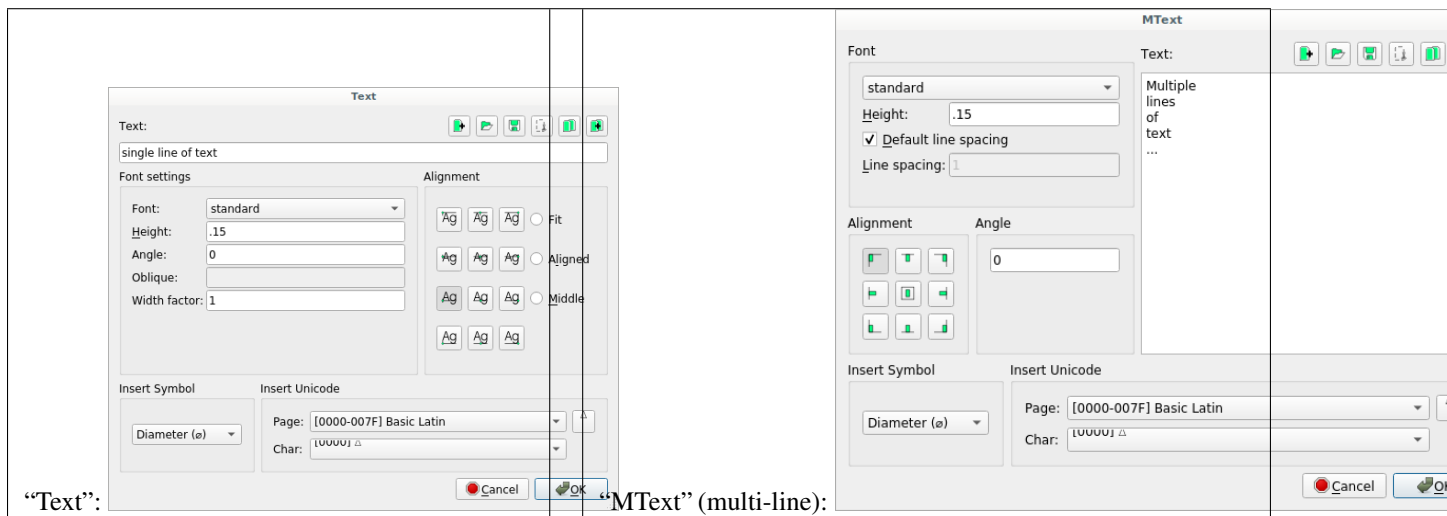 Text
Text:
single line of text
Font settings
Alignment
Font: standard
Height: .15
Angle: 0
Oblique:
Width factor: 1
Ag Ag Ag Fit
Ag Ag Ag Aligned
Ag Ag Ag Middle
Ag Ag Ag
Insert Symbol
Insert Unicode
Diameter (⌀)
Page: [0000-007F] Basic Latin
Char: [0000] △
△
Cancel
OK
“Text”:
MText
Font
standard
Height: .15
Default line spacing
Line spacing: 1
Text:
Multiple
lines
of
text
...
Alignment
Angle
0
Insert Symbol
Insert Unicode
Diameter (⌀)
Page: [0000-007F] Basic Latin
Char: [0000] △
Cancel
“MText” (multi-line):